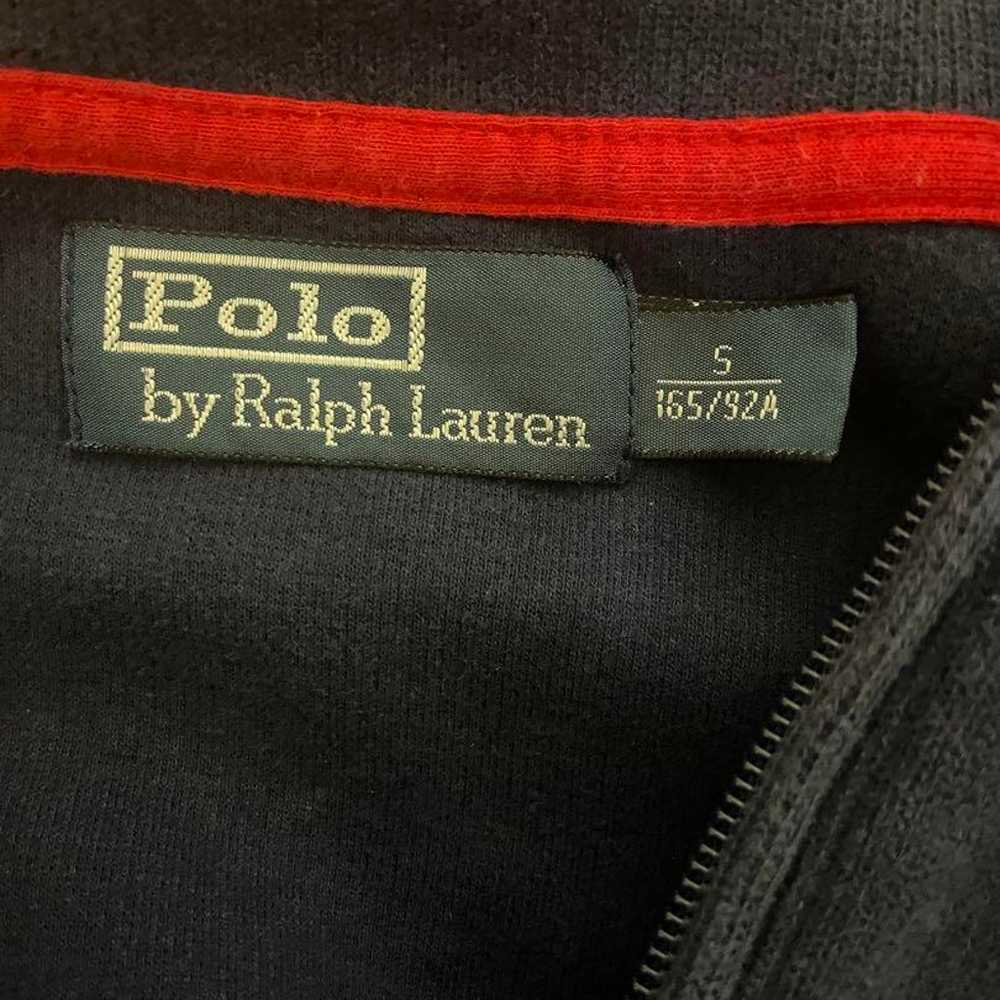 Polo
by Ralph Lauren
S
165/92A